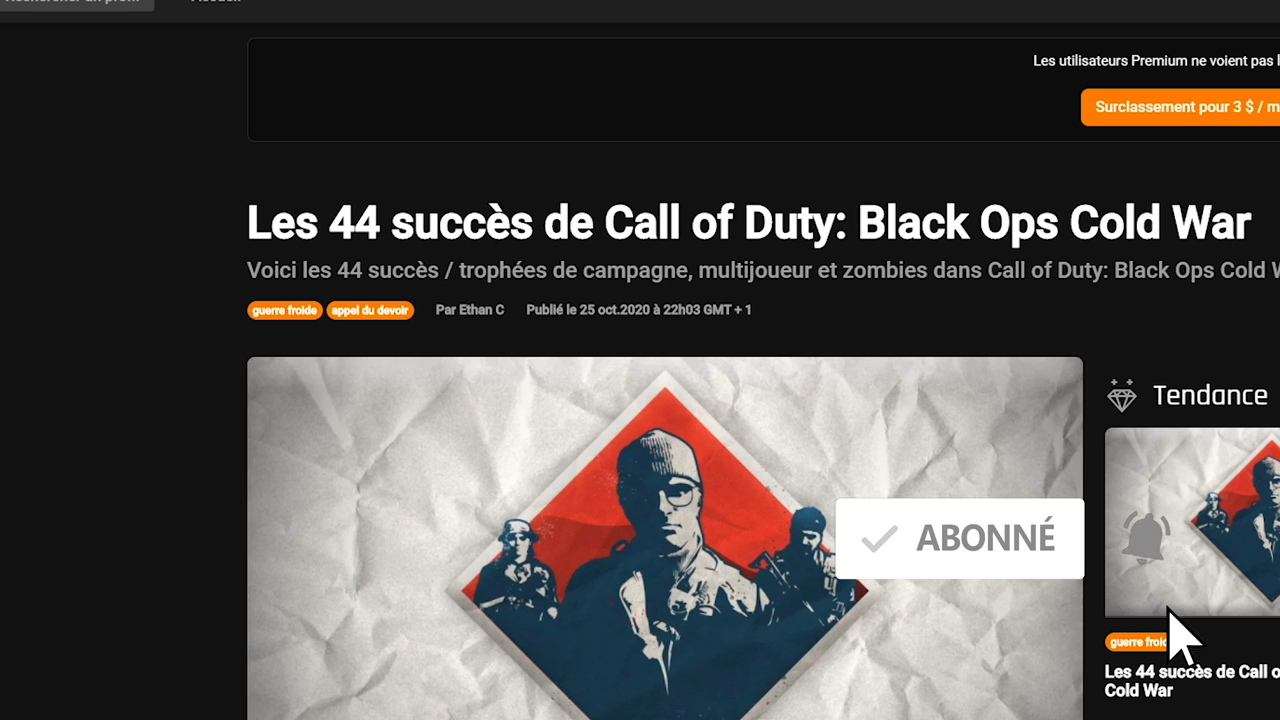 Accueil
Les utilisateurs Premium ne voient pas
Surclassement pour 3 $ / m
Les 44 succès de Call of Duty: Black Ops Cold War
Voici les 44 succès / trophées de campagne, multijoueur et zombies dans Call of Duty: Black Ops Cold
guerre froide appel du devoir Par Ethan C Publié le 25 oct.2020 à 22h03 GMT + 1
Tendance
ABONNÉ
guerre froid
Les 44 succès de Call o
Cold War